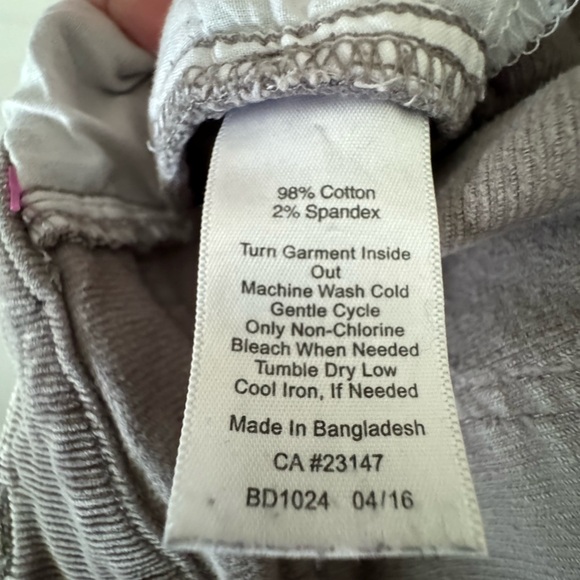 98% Cotton
2% Spandex
Turn Garment Inside
Out
Machine Wash Cold
Gentle Cycle
Only Non-Chlorine
Bleach When Needed
Tumble Dry Low
Cool Iron, If Needed
Made In Bangladesh
CA #23147
BD1024 04/16